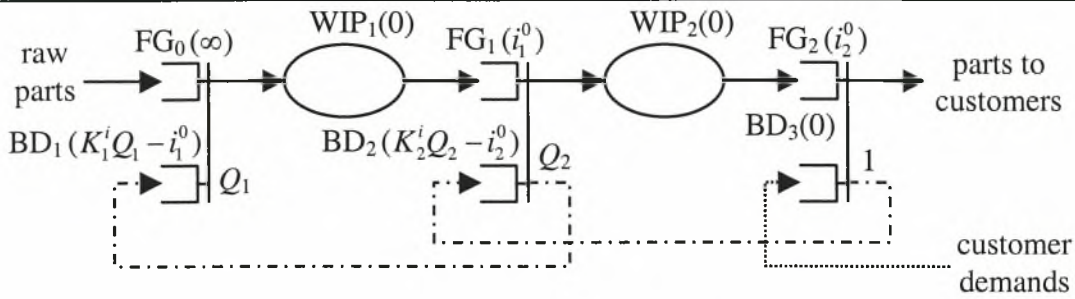 WIP₁(0)
WIP₂(0)
FG₀(∞)
FG₁(i₁⁰)
FG₂(i₂⁰)
raw
parts
parts to
customers
BD₁(K₁ⁱQ₁ – i₁⁰)
BD₂(K₂ⁱQ₂ – i₂⁰)
BD₃(0)
Q₁
Q₂
1
customer
demands